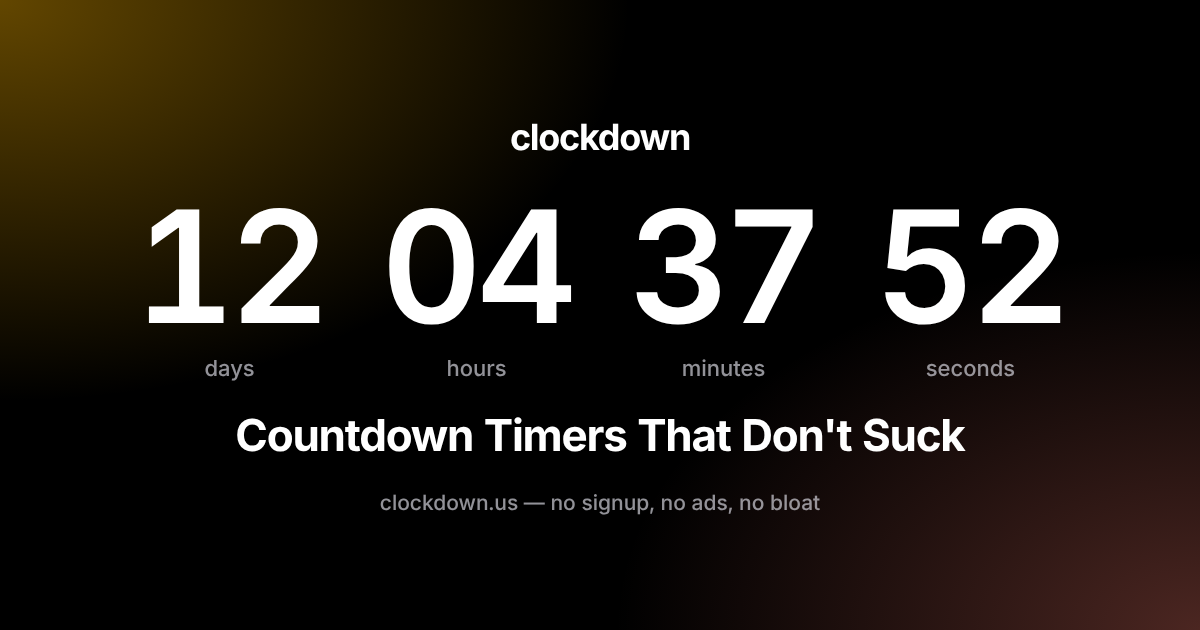 clockdown
12 04 37 52
days hours minutes seconds
Countdown Timers That Don't Suck
clockdown.us — no signup, no ads, no bloat